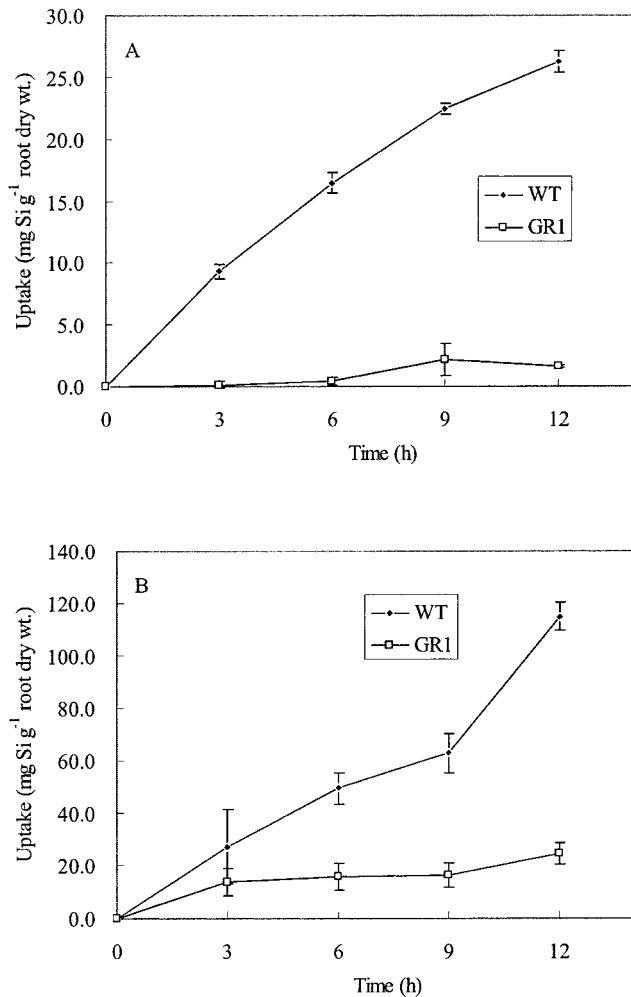 A
30.0
25.0
20.0
15.0
10.0
5.0
0.0
Uptake (mg Si g⁻¹ root dry wt.)
WT
GR1
0 3 6 9 12
Time (h)
B
140.0
120.0
100.0
80.0
60.0
40.0
20.0
0.0
Uptake (mg Si g⁻¹ root dry wt.)
WT
GR1
0 3 6 9 12
Time (h)